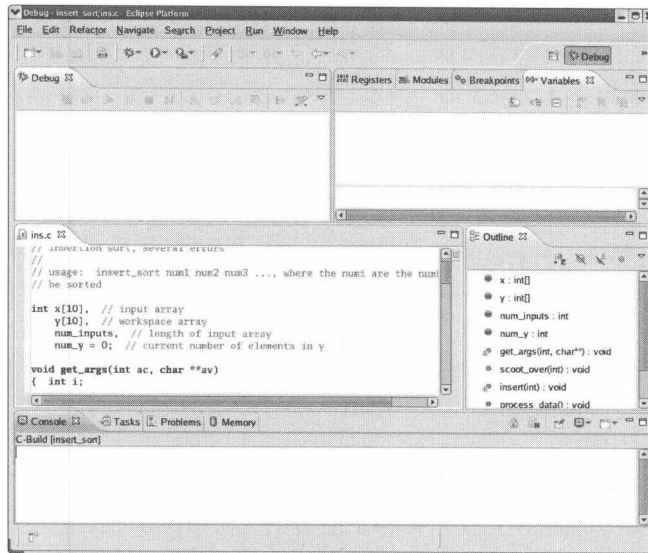 Debug - insert_sort/ins.c - Eclipse Platform
File Edit Refactor Navigate Search Project Run Window Help
Debug
Debug
Registers Modules Breakpoints Variables
ins.c
// insertion sort, several errors
//
// usage: insert_sort num1 num2 num3 ..., where the numi are the num
// be sorted
int x[10], // input array
y[10], // workspace array
num_inputs, // length of input array
num_y = 0; // current number of elements in y
void get_args(int ac, char **av)
{ int i;
Outline
x : int[]
y : int[]
num_inputs : int
num_y : int
get_args(int, char**) : void
scoot_over(int) : void
insert(int) : void
process_data() : void
Console Tasks Problems Memory
C-Build [insert_sort]